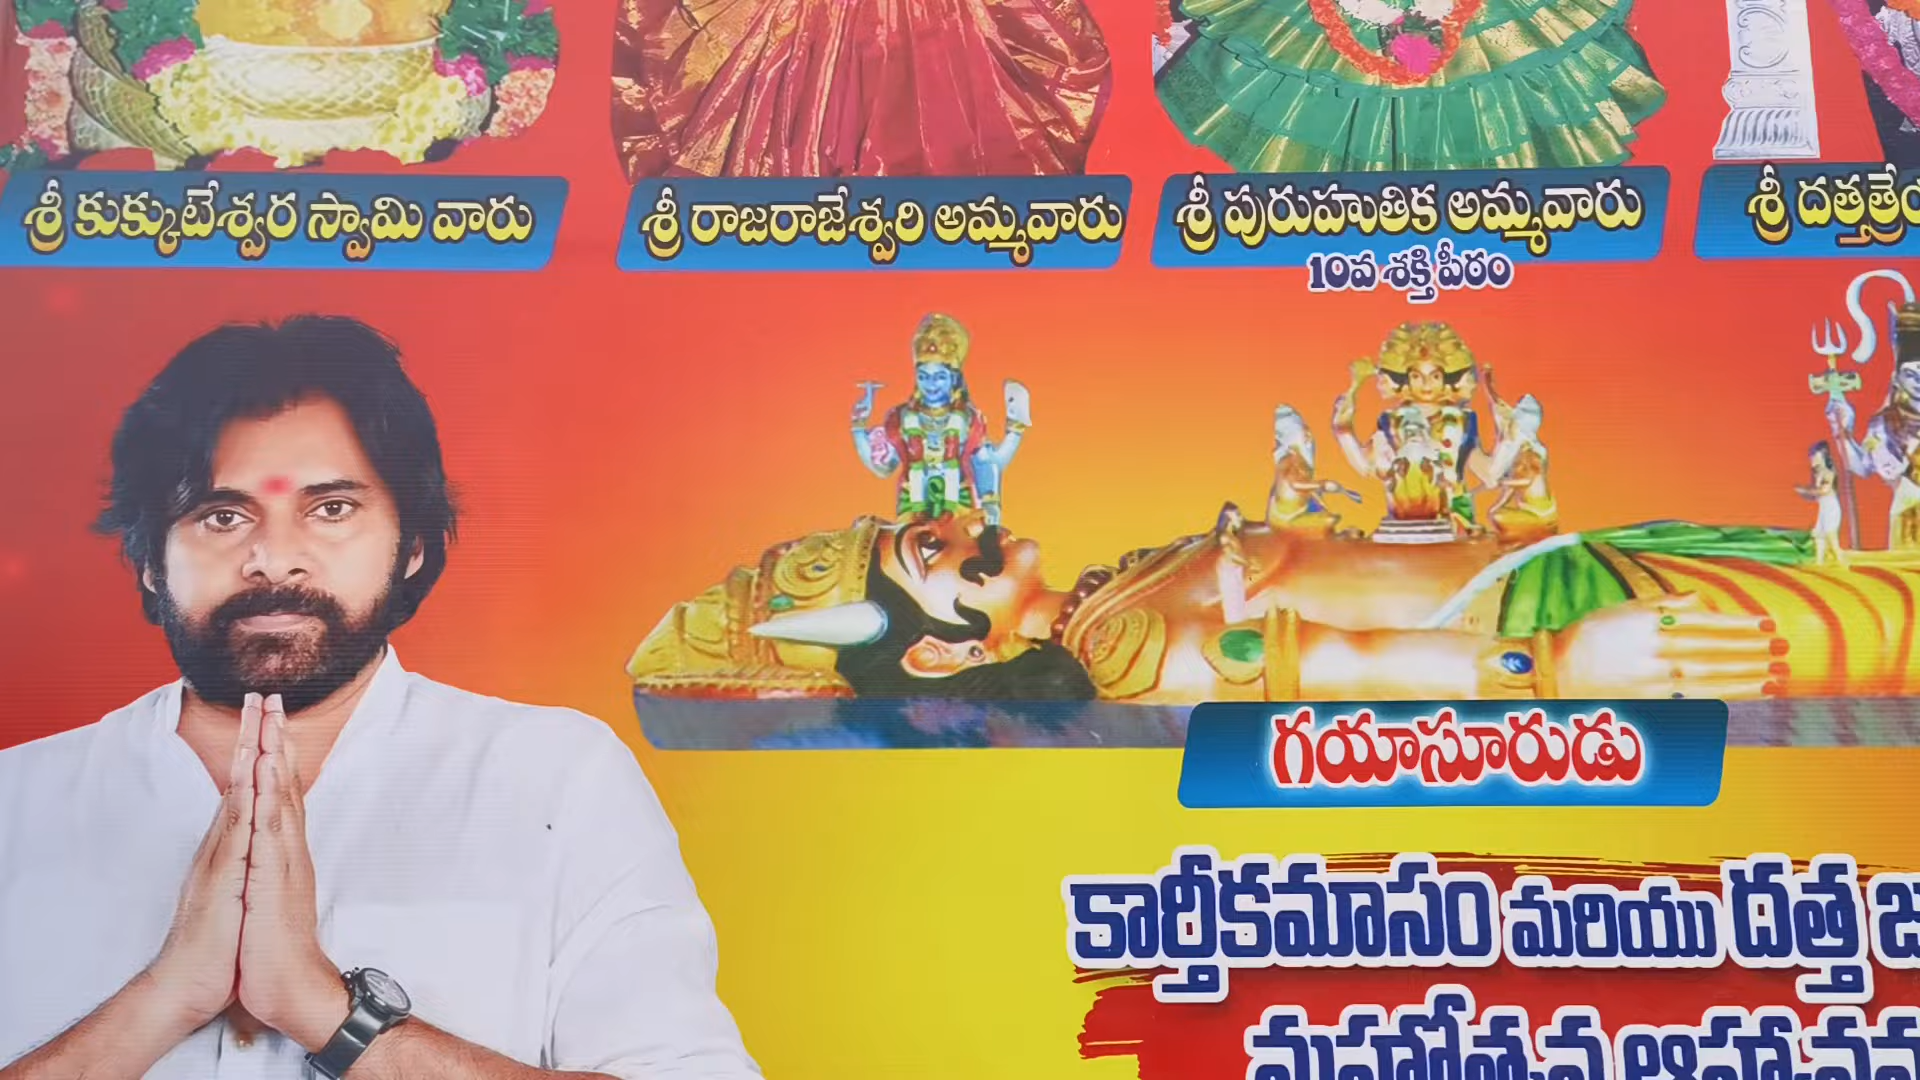 శ్రీ కుక్కుటేశ్వర స్వామి వారు
శ్రీ రాజరాజేశ్వరి అమ్మవారు
శ్రీ పురుహుతిక అమ్మవారు
10వ శక్తి పీఠం
శ్రీ
గయాసూరుడు
కార్తీకమాసం మరియు దత్త